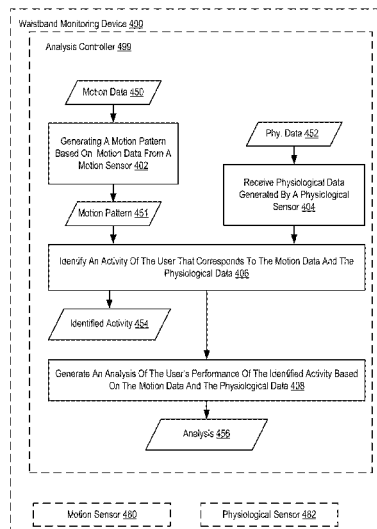 Waistband Monitoring Device 490
Analysis Controller 499
Motion Data 450
Generating A Motion Pattern
Based On Motion Data From A
Motion Sensor 402
Motion Pattern 451
Phy. Data 452
Receive Physiological Data
Generated By A Physiological
Sensor 404
Identify An Activity Of The User That Corresponds To The Motion Data And The
Physiological Data 406
Identified Activity 454
Generate An Analysis Of The User's Performance Of The Identified Activity Based
On The Motion Data And The Physiological Data 408
Analysis 456
Motion Sensor 480
Physiological Sensor 482